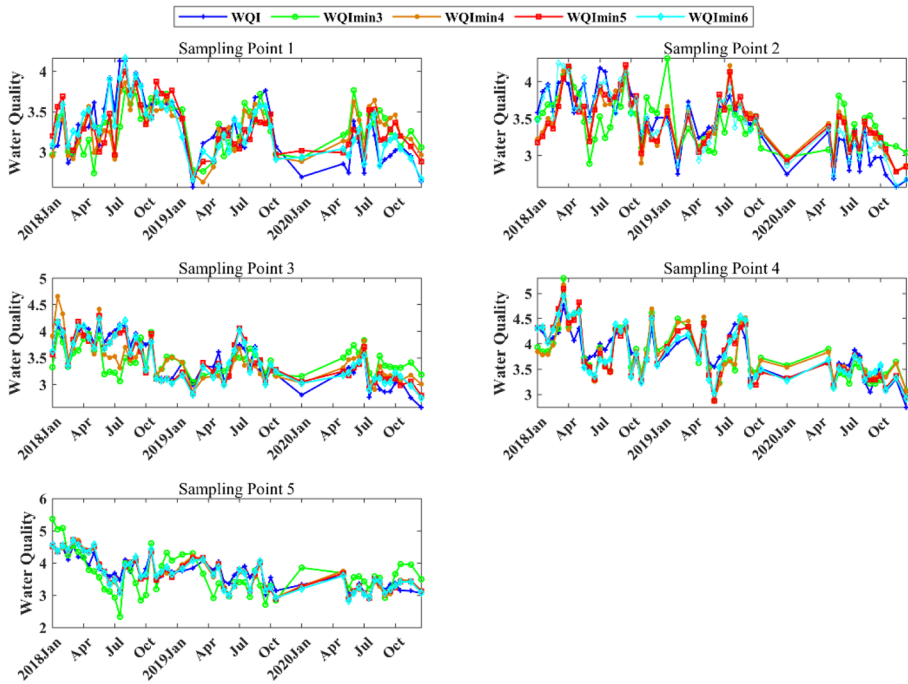 WQI WQImin3 WQImin4 WQImin5 WQImin6
Sampling Point 1
Water Quality
4
3.5
3
2018Jan Apr Jul Oct 2019Jan Apr Jul Oct 2020Jan Apr Jul Oct
Sampling Point 2
Water Quality
4
3.5
3
2018Jan Apr Jul Oct 2019Jan Apr Jul Oct 2020Jan Apr Jul Oct
Sampling Point 3
Water Quality
5
4.5
4
3.5
3
2018Jan Apr Jul Oct 2019Jan Apr Jul Oct 2020Jan Apr Jul Oct
Sampling Point 4
Water Quality
5
4.5
4
3.5
3
2018Jan Apr Jul Oct 2019Jan Apr Jul Oct 2020Jan Apr Jul Oct
Sampling Point 5
Water Quality
6
5
4
3
2
2018Jan Apr Jul Oct 2019Jan Apr Jul Oct 2020Jan Apr Jul Oct